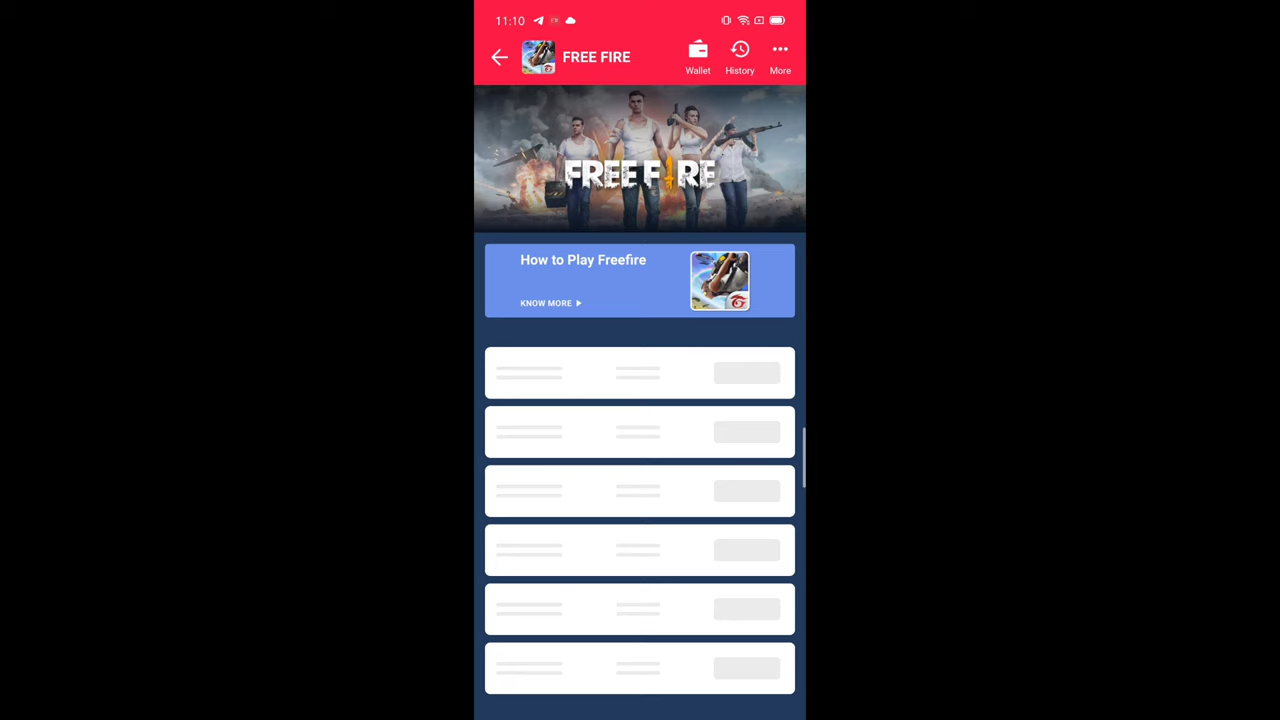 11:10
FREE FIRE
Wallet
History
More
FREE FIRE
How to Play Freefire
KNOW MORE